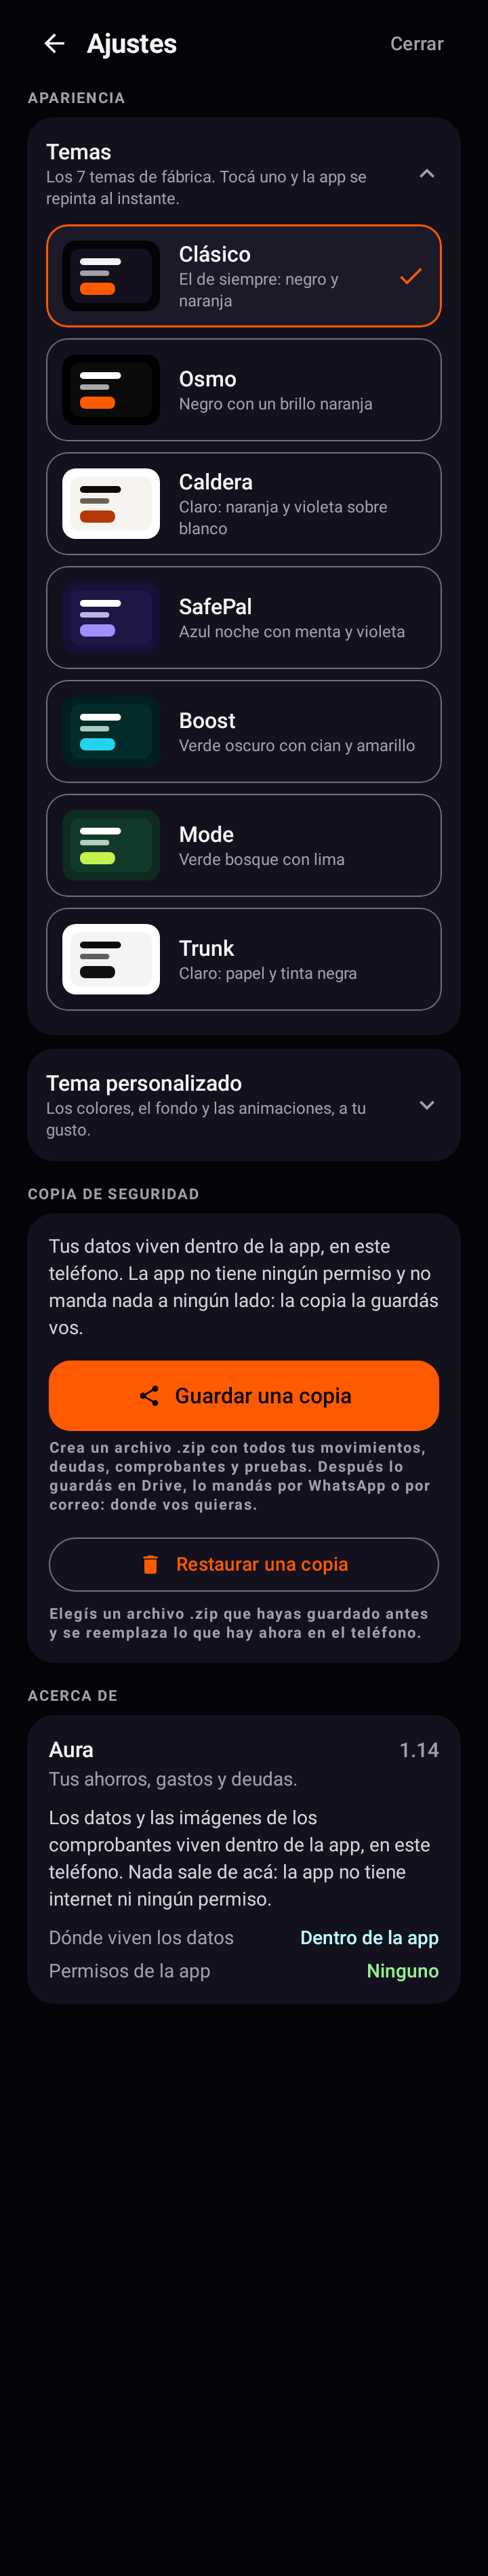 Ajustes
Cerrar
APARIENCIA
Temas
Los 7 temas de fábrica. Tocá uno y la app se
repinta al instante.
Clásico
El de siempre: negro y
naranja
Osmo
Negro con un brillo naranja
Caldera
Claro: naranja y violeta sobre
blanco
SafePal
Azul noche con menta y violeta
Boost
Verde oscuro con cian y amarillo
Mode
Verde bosque con lima
Trunk
Claro: papel y tinta negra
Tema personalizado
Los colores, el fondo y las animaciones, a tu
gusto.
COPIA DE SEGURIDAD
Tus datos viven dentro de la app, en este
teléfono. La app no tiene ningún permiso y no
manda nada a ningún lado: la copia la guardás
vos.
Guardar una copia
Crea un archivo .zip con todos tus movimientos,
deudas, comprobantes y pruebas. Después lo
guardás en Drive, lo mandás por WhatsApp o por
correo: donde vos quieras.
Restaurar una copia
Elegís un archivo .zip que hayas guardado antes
y se reemplaza lo que hay ahora en el teléfono.
ACERCA DE
Aura
1.14
Tus ahorros, gastos y deudas.
Los datos y las imágenes de los
comprobantes viven dentro de la app, en este
teléfono. Nada sale de acá: la app no tiene
internet ni ningún permiso.
Dónde viven los datos
Dentro de la app
Permisos de la app
Ninguno